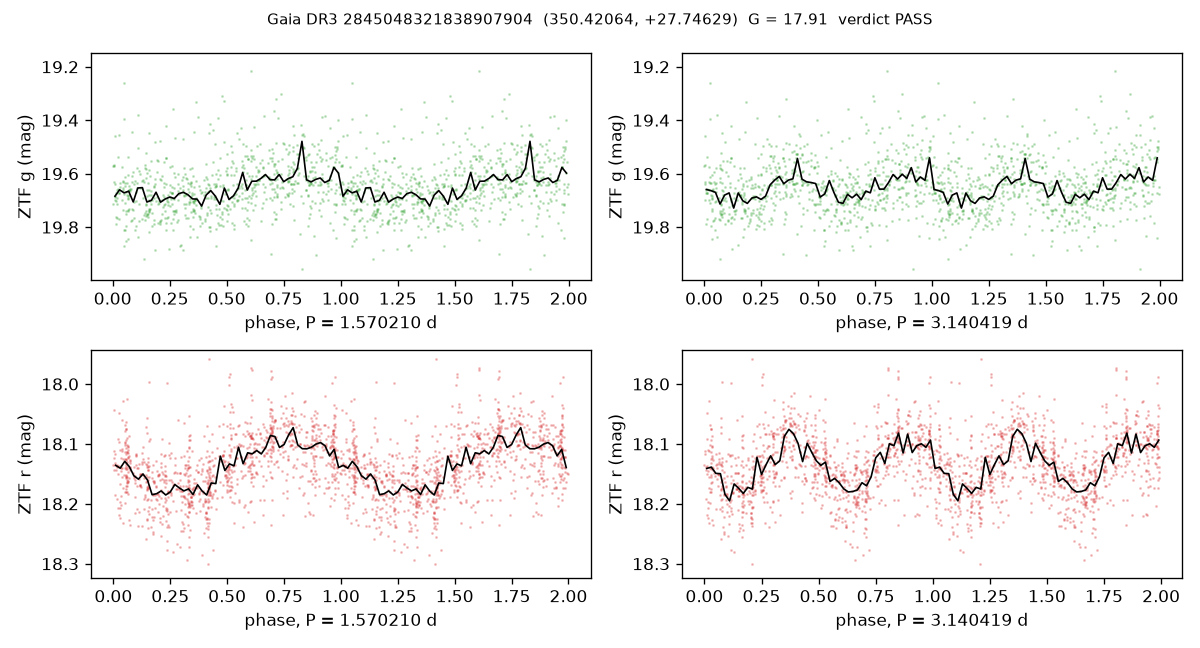 Gaia DR3 2845048321838907904 (350.42064, +27.74629) G = 17.91 verdict PASS
ZTF g (mag)
19.2
19.4
19.6
19.8
0.00 0.25 0.50 0.75 1.00 1.25 1.50 1.75 2.00
phase, P = 1.570210 d
ZTF g (mag)
19.2
19.4
19.6
19.8
0.00 0.25 0.50 0.75 1.00 1.25 1.50 1.75 2.00
phase, P = 3.140419 d
ZTF r (mag)
18.0
18.1
18.2
18.3
0.00 0.25 0.50 0.75 1.00 1.25 1.50 1.75 2.00
phase, P = 1.570210 d
ZTF r (mag)
18.0
18.1
18.2
18.3
0.00 0.25 0.50 0.75 1.00 1.25 1.50 1.75 2.00
phase, P = 3.140419 d